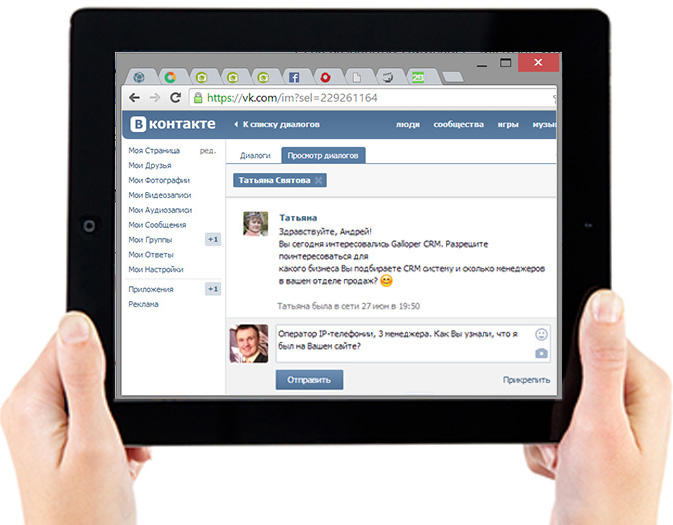 https://vk.com/im?sel=229261164
В контакте
К списку диалогов
люди
сообщества
игры
Моя Страница
ред.
Мои Друзья
Мои Фотографии
Мои Видеозаписи
Мои Аудиозаписи
Мои Сообщения
Мои Группы
+1
Мои Ответы
Мои Настройки
Приложения
+1
Реклама
Диалоги
Просмотр диалогов
Татьяна Святова
Татьяна
Здравствуйте, Андрей!
Вы сегодня интересовались Galloper CRM. Разрешите
поинтересоваться для
какого бизнеса Вы подбираете CRM систему и сколько менеджеров
в вашем отделе продаж?
Татьяна была в сети 27 июн в 19:50
Оператор IP-телефонии, 3 менеджера. Как Вы узнали, что я
был на Вашем сайте?
Отправить
Прикрепить